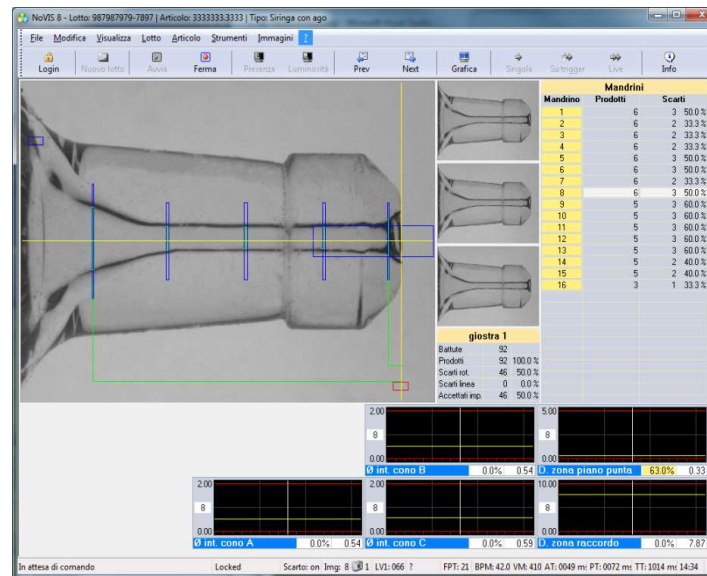 NoVIS 8 - Lotto: 987987979-7897 | Articolo: 3333333.3333 | Tipo: Siringa con ago
File Modifica Visualizza Lotto Articolo Strumenti Immagini ?
Login Nuovo lotto Avvia Ferma Presenza Luminosità Prev Next Grafica Singola Su trigger Live Info
Mandrini
Mandrino Prodotti Scarti
1 6 3 50.0 %
2 6 2 33.3 %
3 6 2 33.3 %
4 6 2 33.3 %
5 6 3 50.0 %
6 6 3 50.0 %
7 6 2 33.3 %
8 6 3 50.0 %
9 5 3 60.0 %
10 5 3 60.0 %
11 5 3 60.0 %
12 5 3 60.0 %
13 5 3 60.0 %
14 5 2 40.0 %
15 5 2 40.0 %
16 3 1 33.3 %
giostra 1
Battute 92
Prodotti 92 100.0 %
Scarti rot. 46 50.0 %
Scarti linea 0 0.0 %
Accettati imp. 46 50.0 %
2.00
8
0.00
Ø int. cono B 0.0% 0.54
5.00
8
0.00
D. zona piano punta 63.0% 0.33
2.00
8
0.00
Ø int. cono A 0.0% 0.54
2.00
8
0.00
Ø int. cono C 0.0% 0.59
10.00
8
0.00
D. zona raccordo 0.0% 7.87
In attesa di comando Locked Scarto: on Img: 8 1 LV1: 066 ? FPT: 21 BPM: 42.0 VM: 410 AT: 0049 ms PT: 0072 ms TT: 1014 ms 14:34